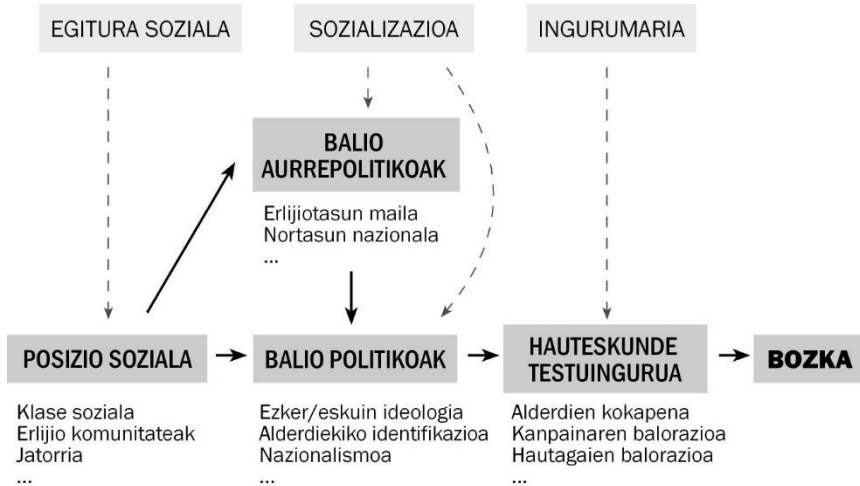 EGITURA SOZIALA
SOZIALIZAZIOA
INGURUMARIA
BALIO
AURREPOLITIKOAK
Erlijiotasun maila
Nortasun nazionala
...
POSIZIO SOZIALA
Klase soziala
Erlijio komunitateak
Jatorria
...
BALIO POLITIKOAK
Ezker/eskuin ideologia
Alderdiekiko identifikazioa
Nazionalismoa
...
HAUTESKUNDE
TESTUINGURUA
Alderdien kokapena
Kanpainaren balorazioa
Hautagaien balorazioa
...
BOZKA